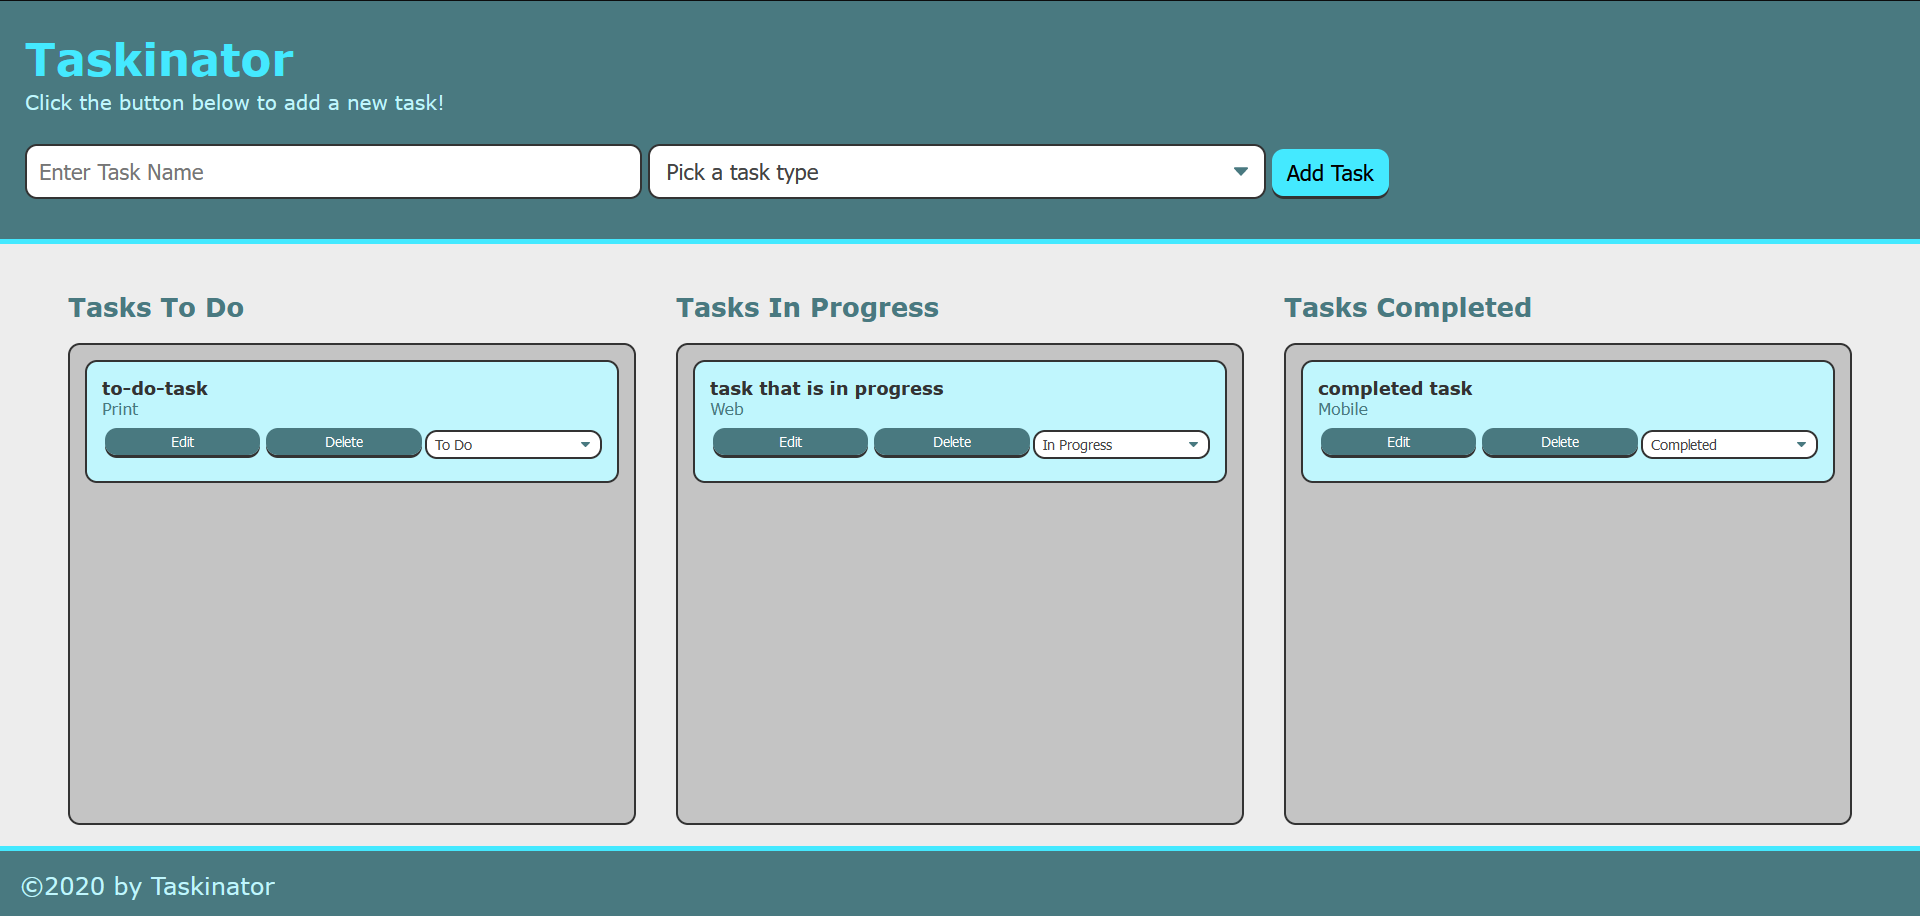 Taskinator
Click the button below to add a new task!
Enter Task Name
Pick a task type
Add Task
Tasks To Do
to-do-task
Print
Edit
Delete
To Do
Tasks In Progress
task that is in progress
Web
Edit
Delete
In Progress
Tasks Completed
completed task
Mobile
Edit
Delete
Completed
©2020 by Taskinator